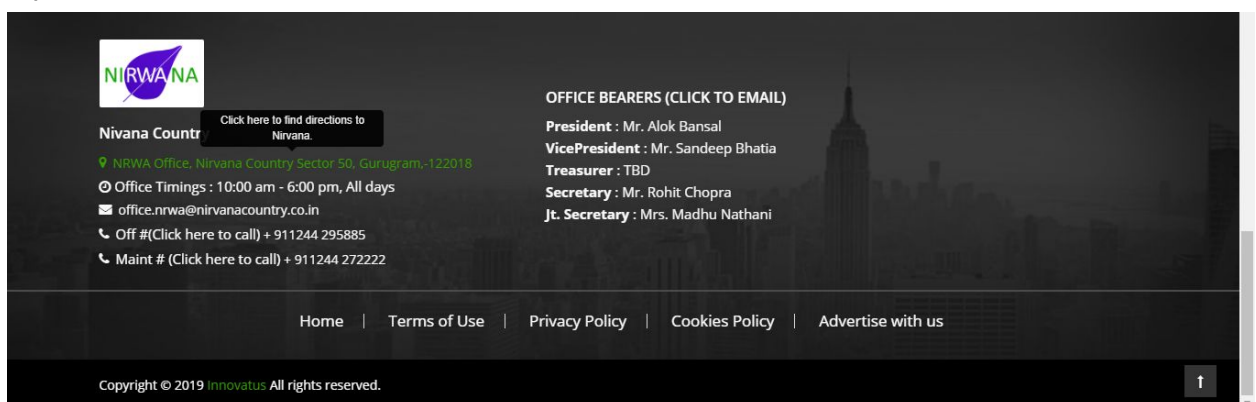 NIRWANA
Nivana Country
Click here to find directions to
Nirvana.
NRWA Office, Nirvana Country Sector 50, Gurugram,-122018
Office Timings : 10:00 am - 6:00 pm, All days
office.nrwa@nirvanacountry.co.in
Off #(Click here to call) + 911244 295885
Maint # (Click here to call) + 911244 272222
OFFICE BEARERS (CLICK TO EMAIL)
President : Mr. Alok Bansal
VicePresident : Mr. Sandeep Bhatia
Treasurer : TBD
Secretary : Mr. Rohit Chopra
Jt. Secretary : Mrs. Madhu Nathani
Home | Terms of Use | Privacy Policy | Cookies Policy | Advertise with us
Copyright © 2019 Innovatus All rights reserved.